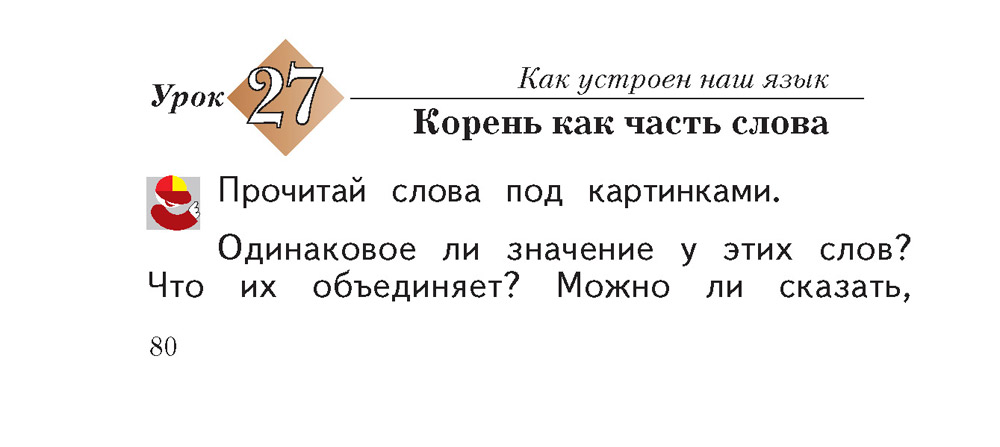 Урок 27
Как устроен наш язык
Корень как часть слова
Прочитай слова под картинками.
Одинаковое ли значение у этих слов?
Что их объединяет? Можно ли сказать,
80